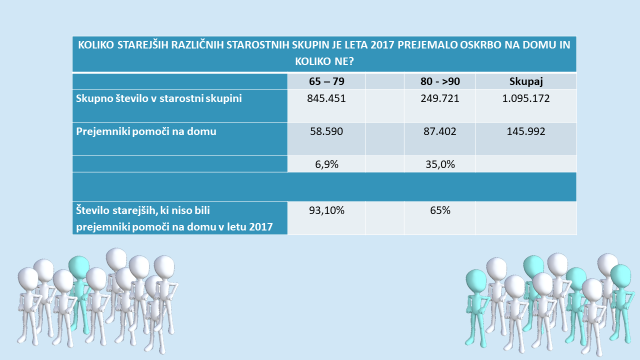 KOLIKO STAREJŠIH RAZLIČNIH STAROSTNIH SKUPIN JE LETA 2017 PREJEMALO OSKRBO NA DOMU IN
KOLIKO NE?
65 – 79 80 - >90 Skupaj
Skupno število v starostni skupini 845.451 249.721 1.095.172
Prejemniki pomoči na domu 58.590 87.402 145.992
6,9% 35,0%
Število starejših, ki niso bili 93,10% 65%
prejemniki pomoči na domu v letu 2017